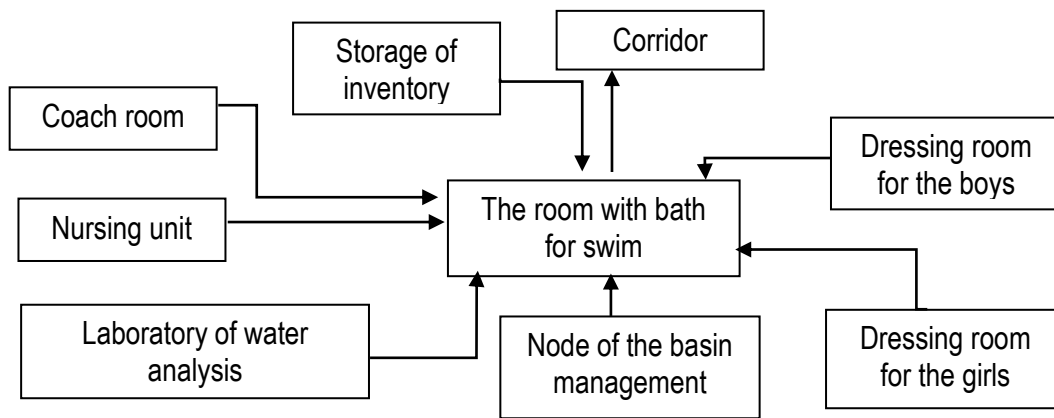 Storage of
inventory
Corridor
Coach room
Dressing room
for the boys
The room with bath
for swim
Nursing unit
Laboratory of water
analysis
Node of the basin
management
Dressing room
for the girls